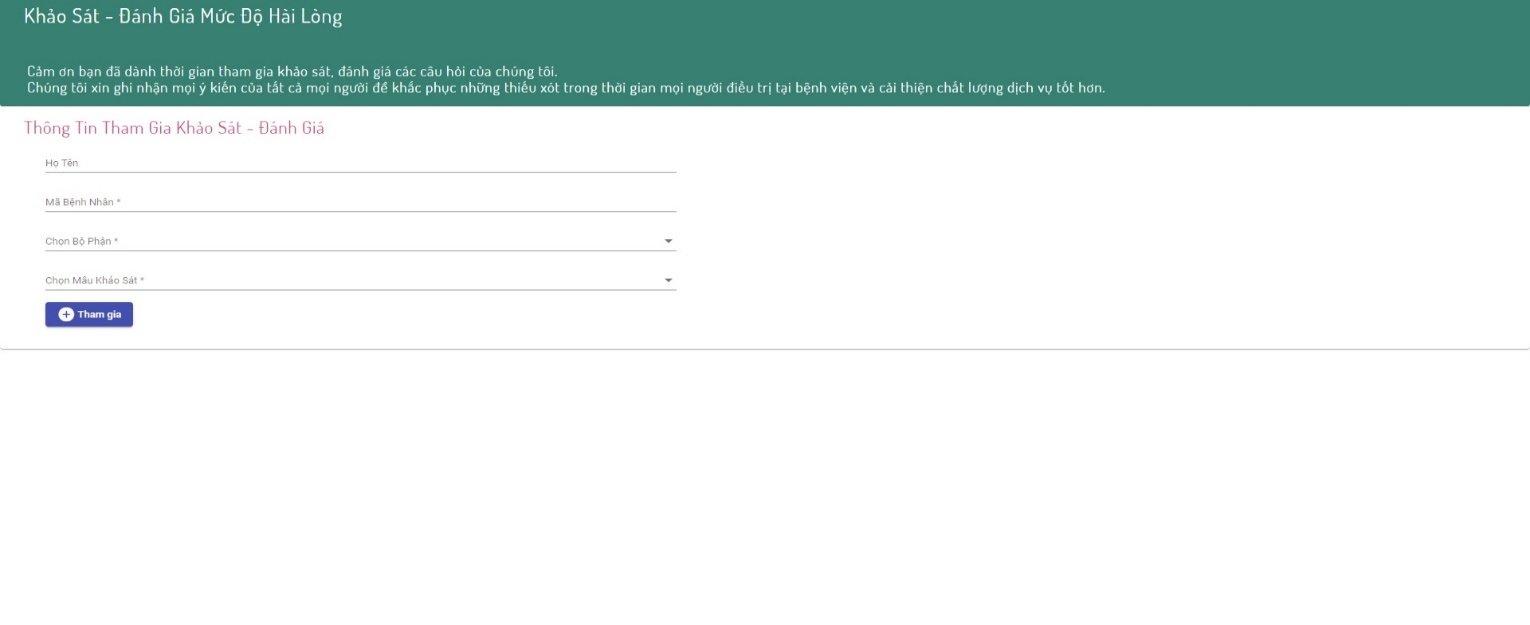 Khảo Sát - Đánh Giá Mức Độ Hài Lòng
Cảm ơn bạn đã dành thời gian tham gia khảo sát, đánh giá các câu hỏi của chúng tôi.
Chúng tôi xin ghi nhận mọi ý kiến của tất cả mọi người để khắc phục những thiếu xót trong thời gian mọi người điều trị tại bệnh viện và cải thiện chất lượng dịch vụ tốt hơn.
Thông Tin Tham Gia Khảo Sát - Đánh Giá
Họ Tên
Mã Bệnh Nhân *
Chọn Bộ Phận *
Chọn Mẫu Khảo Sát *
Tham gia